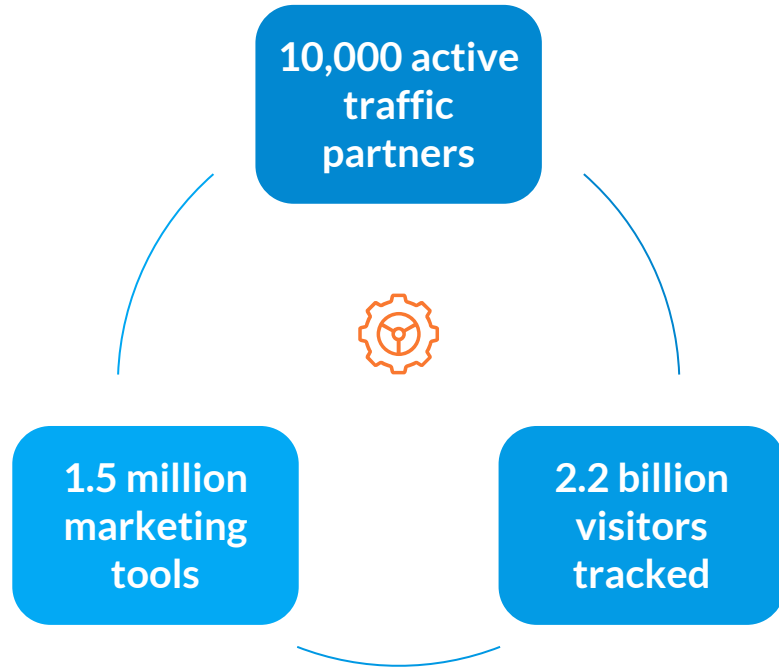 10,000 active
traffic
partners
1.5 million
marketing
tools
2.2 billion
visitors
tracked